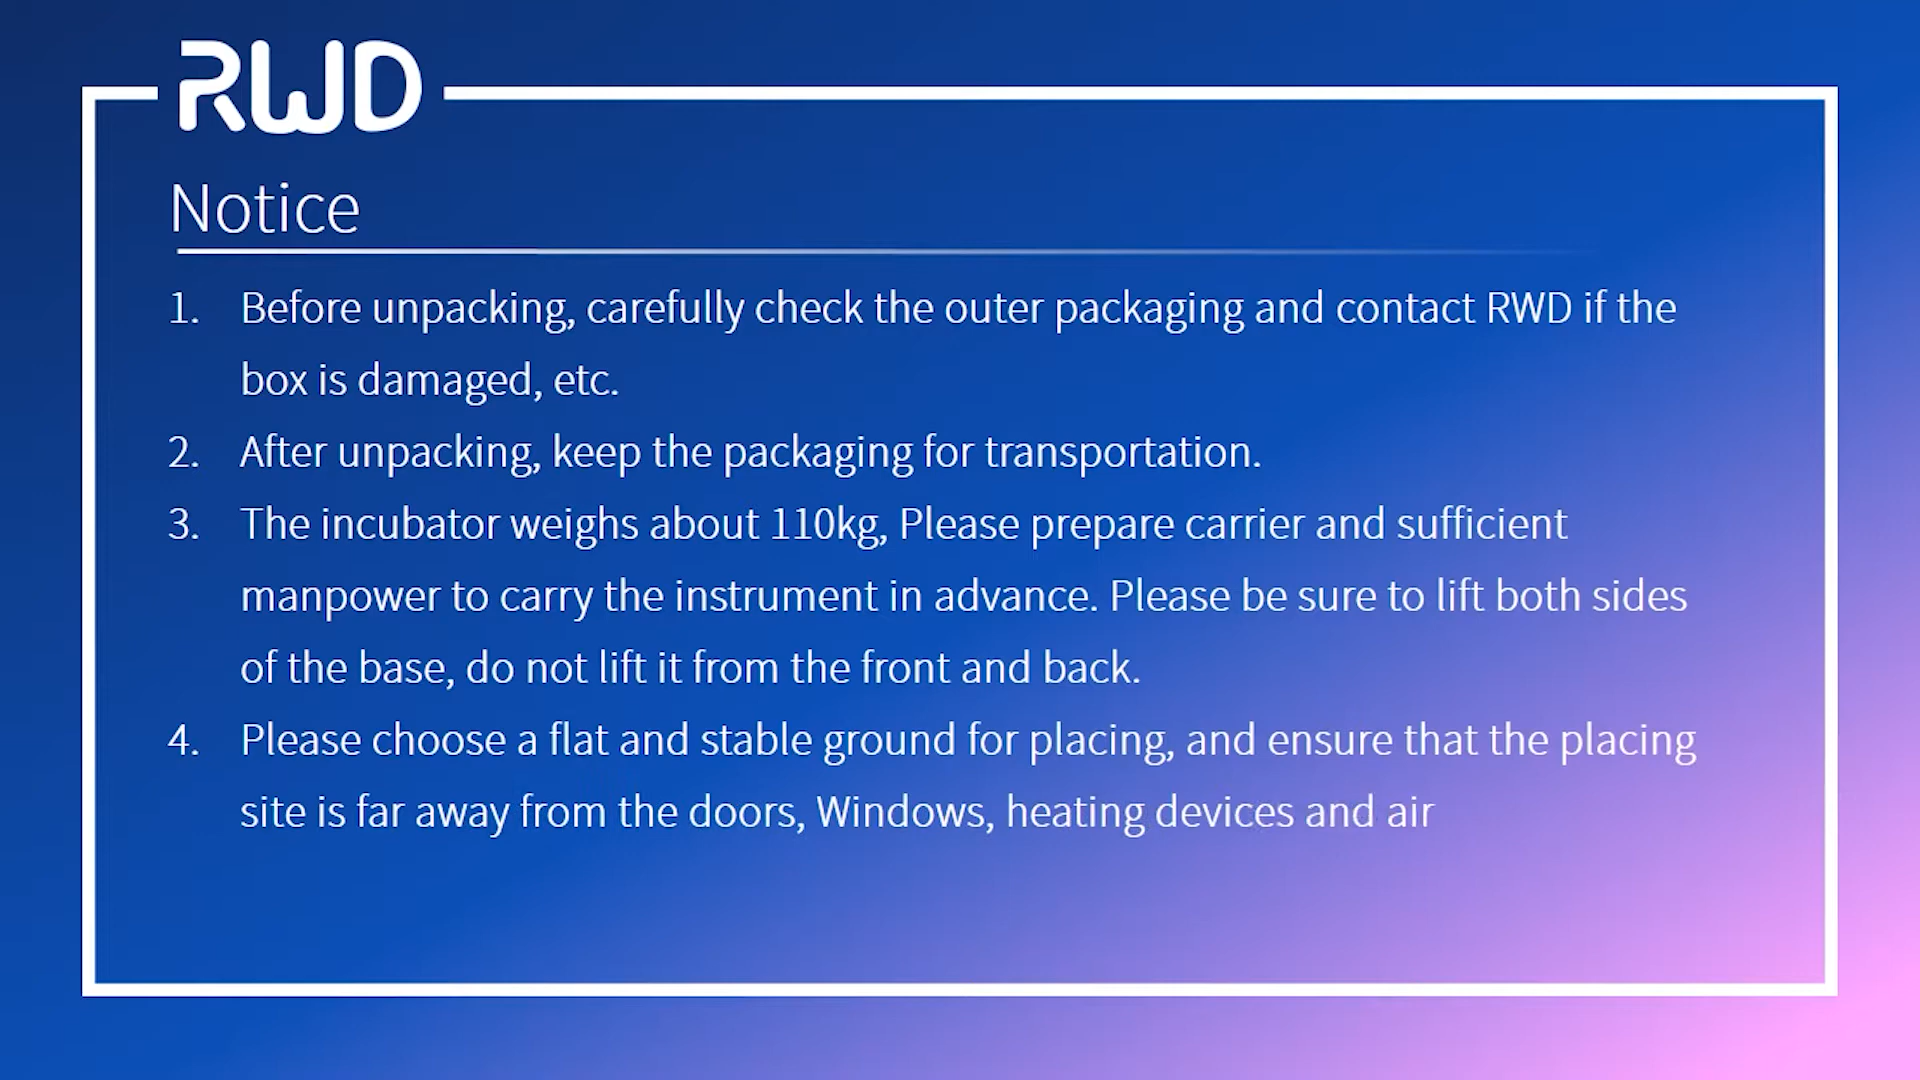 RWD
Notice
1. Before unpacking, carefully check the outer packaging and contact RWD if the
box is damaged, etc.
2. After unpacking, keep the packaging for transportation.
3. The incubator weighs about 110kg, Please prepare carrier and sufficient
manpower to carry the instrument in advance. Please be sure to lift both sides
of the base, do not lift it from the front and back.
4. Please choose a flat and stable ground for placing, and ensure that the placing
site is far away from the doors, Windows, heating devices and air